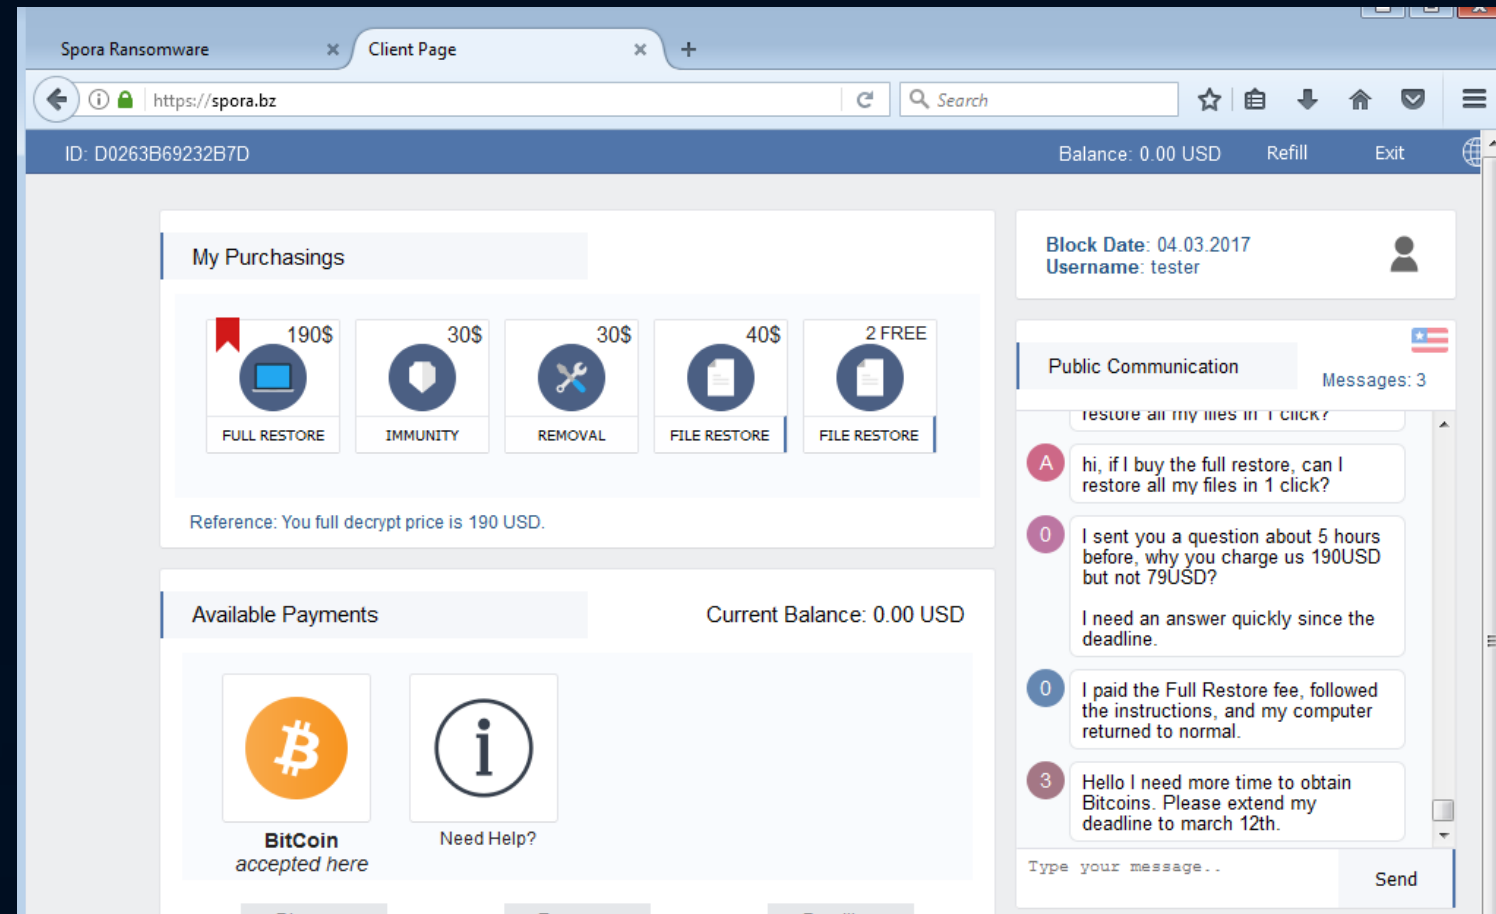 Spora Ransomware
Client Page
https://spora.bz
Search
ID: D0263B69232B7D
Balance: 0.00 USD
Refill
Exit
My Purchasings
190$
30$
30$
40$
2 FREE
FULL RESTORE
IMMUNITY
REMOVAL
FILE RESTORE
FILE RESTORE
Reference: You full decrypt price is 190 USD.
Available Payments
Current Balance: 0.00 USD
BitCoin
accepted here
Need Help?
Block Date: 04.03.2017
Username: tester
Public Communication
Messages: 3
restore all my files in 1 click?
A
hi, if I buy the full restore, can I
restore all my files in 1 click?
0
I sent you a question about 5 hours
before, why you charge us 190USD
but not 79USD?
I need an answer quickly since the
deadline.
0
I paid the Full Restore fee, followed
the instructions, and my computer
returned to normal.
3
Hello I need more time to obtain
Bitcoins. Please extend my
deadline to march 12th.
Type your message..
Send